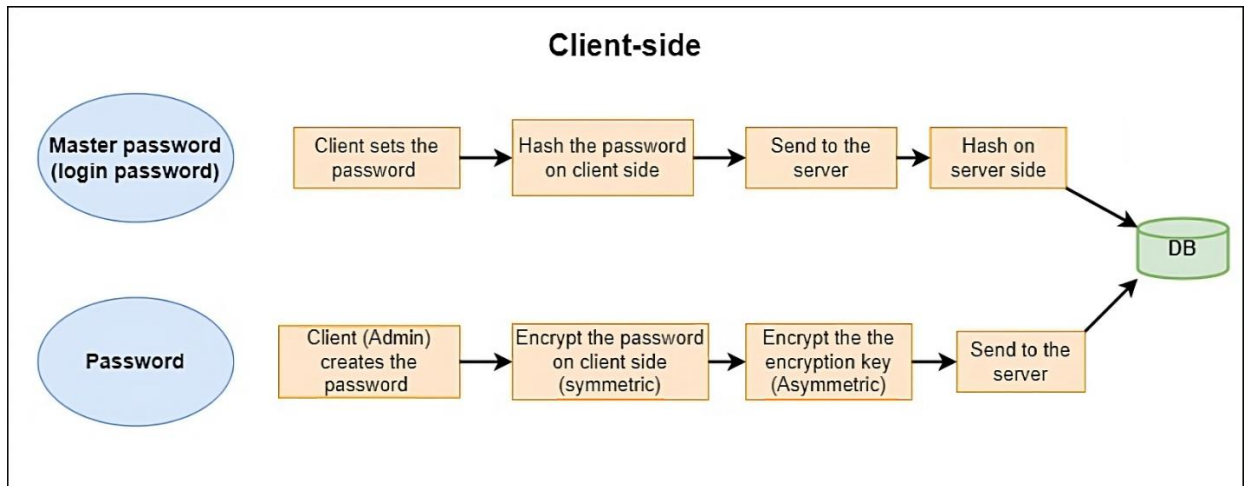 Client-side
Master password
(login password)
Client sets the
password
Hash the password
on client side
Send to the
server
Hash on
server side
DB
Password
Client (Admin)
creates the
password
Encrypt the password
on client side
(symmetric)
Encrypt the the
encryption key
(Asymmetric)
Send to the
server